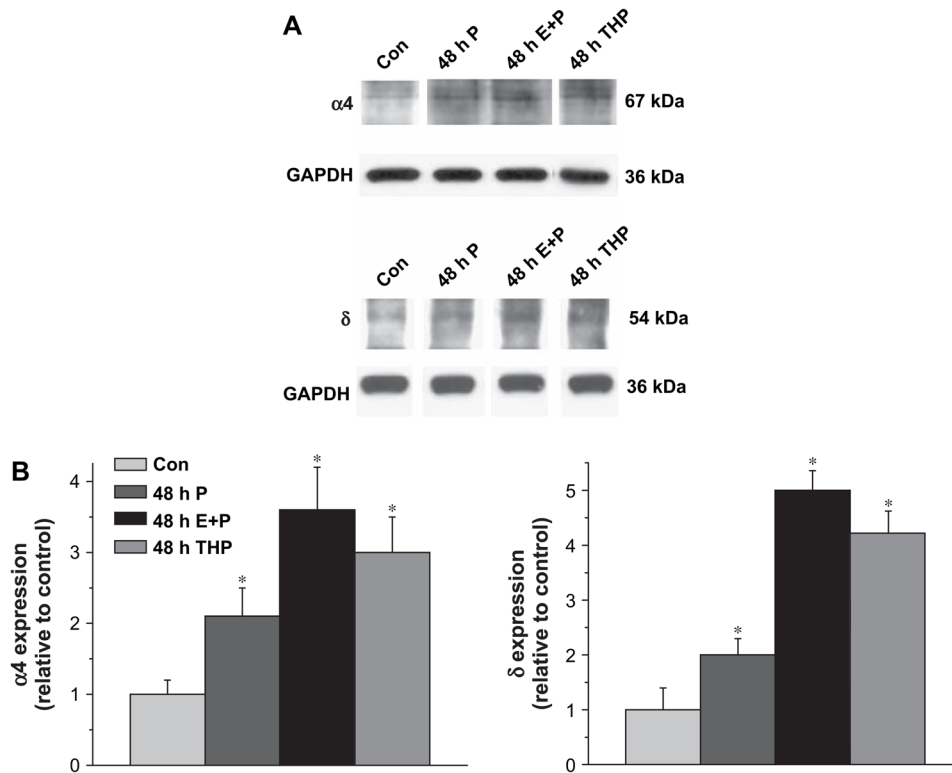 A
Con 48 h P 48 h E+P 48 h THP
α4 67 kDa
GAPDH 36 kDa
Con 48 h P 48 h E+P 48 h THP
δ 54 kDa
GAPDH 36 kDa
B
Con
48 h P
48 h E+P
48 h THP
α4 expression
(relative to control)
4
3
2
1
0
* * *
δ expression
(relative to control)
5
4
3
2
1
0
* * *